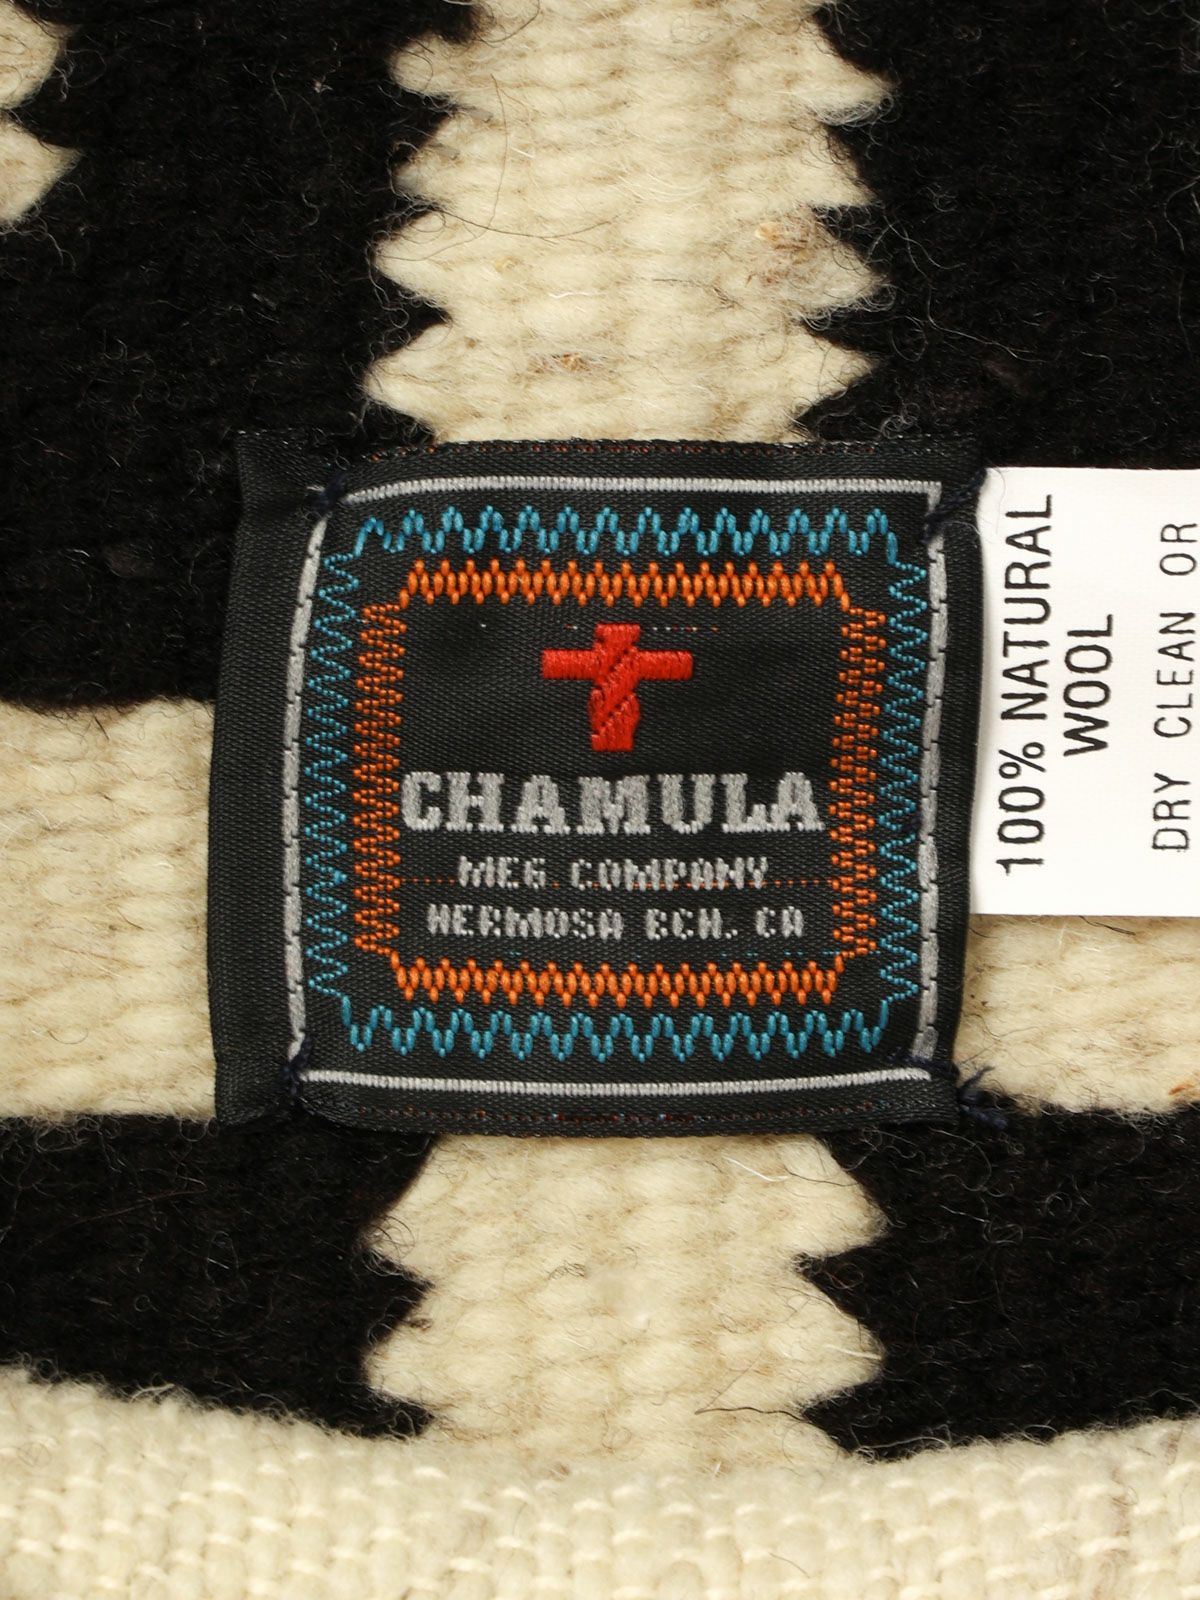 CHAMULA
MFG COMPANY
HERMOSA BCH. CA
100% NATURAL
WOOL
DRY CLEAN OR